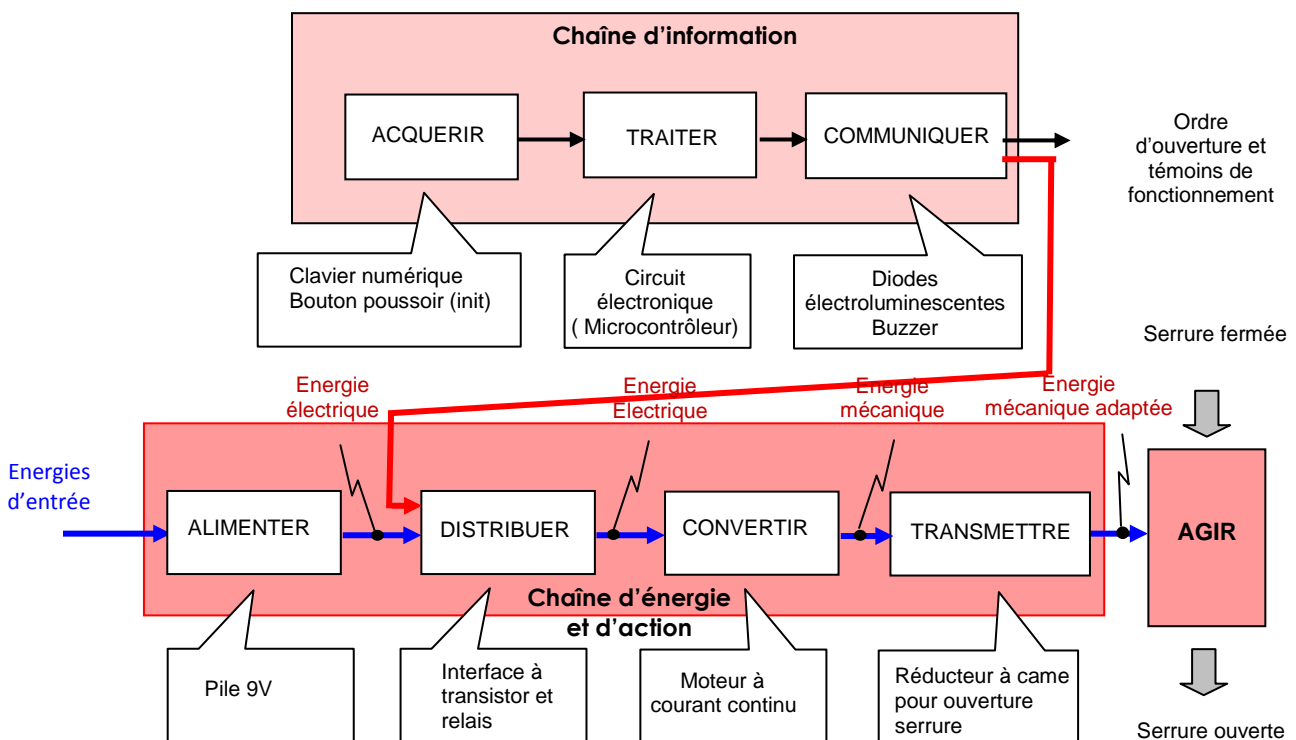 Chaîne d'information
ACQUERIR
TRAITER
COMMUNIQUER
Ordre
d'ouverture et
témoins de
fonctionnement
Clavier numérique
Bouton poussoir (init)
Circuit
électronique
( Microcontrôleur)
Diodes
électroluminescentes
Buzzer
Serrure fermée
Energie
électrique
Energie
Electrique
Energie
mécanique
Energie
mécanique adaptée
Energies
d'entrée
ALIMENTER
DISTRIBUER
CONVERTIR
TRANSMETTRE
AGIR
Chaîne d'énergie
et d'action
Pile 9V
Interface à
transistor et
relais
Moteur à
courant continu
Réducteur à came
pour ouverture
serrure
Serrure ouverte